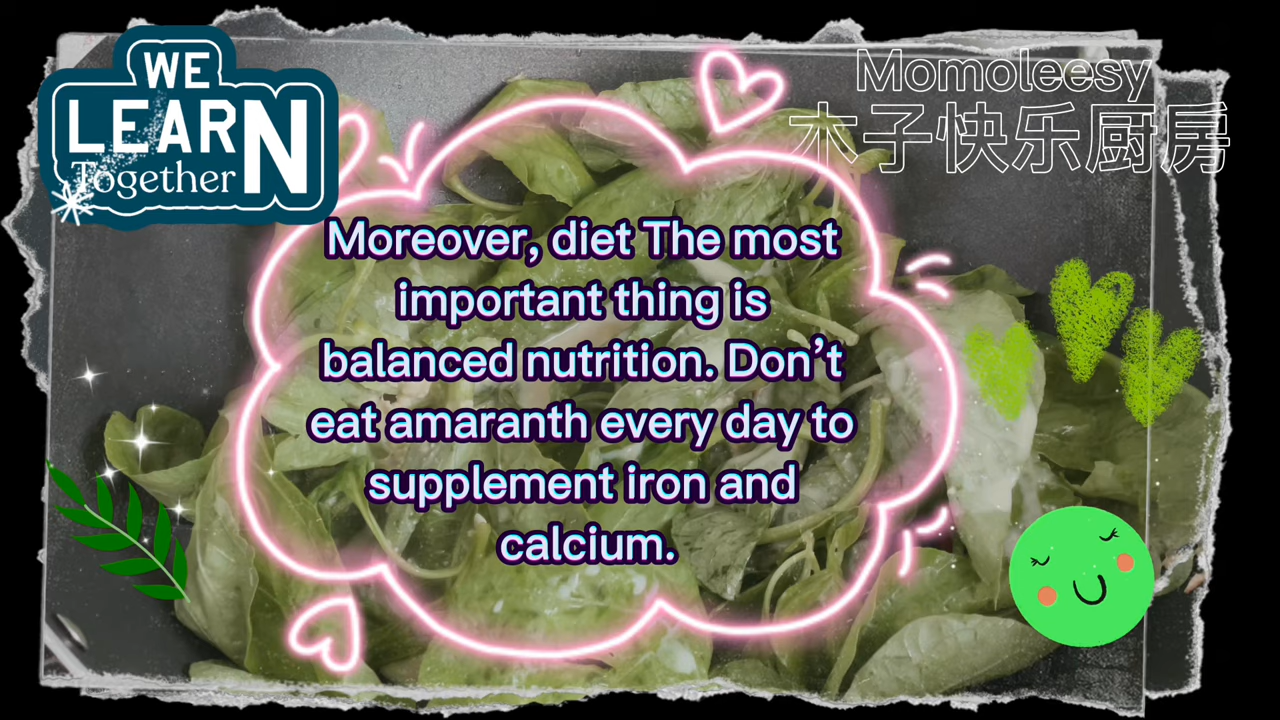 WE
LEARN
Together
Momoleesy
木子快乐厨房
Moreover, diet The most
important thing is
balanced nutrition. Don’t
eat amaranth every day to
supplement iron and
calcium.